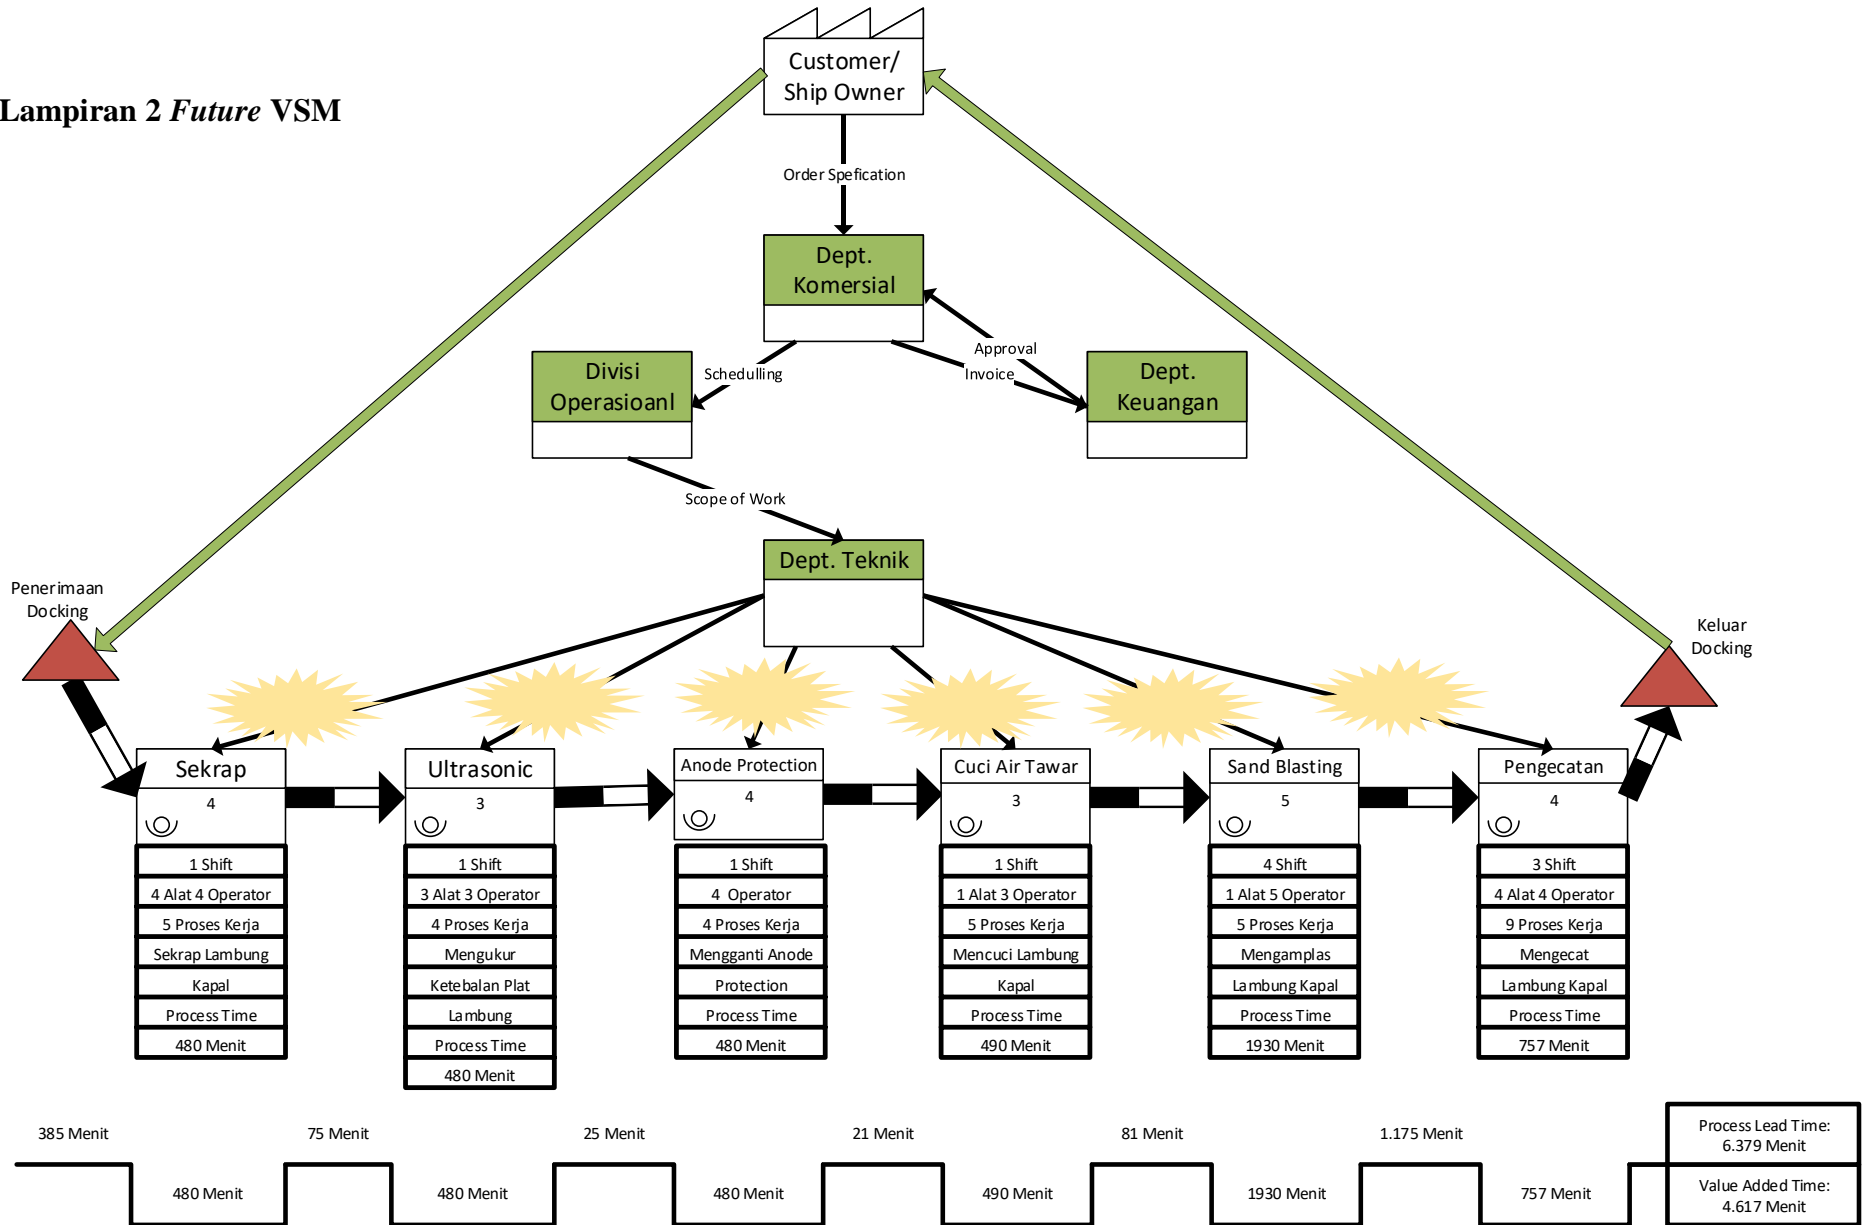 Lampiran 2 Future VSM
Customer/
Ship Owner
Order Spefication
Dept.
Komersial
Approval
Invoice
Schedulling
Divisi
Operasioanl
Dept.
Keuangan
Scope of Work
Dept. Teknik
Penerimaan
Docking
Keluar
Docking
Sekrap
4
1 Shift
4 Alat 4 Operator
5 Proses Kerja
Sekrap Lambung
Kapal
Process Time
480 Menit
Ultrasonic
3
1 Shift
3 Alat 3 Operator
4 Proses Kerja
Mengukur
Ketebalan Plat
Lambung
Process Time
480 Menit
Anode Protection
4
1 Shift
4 Operator
4 Proses Kerja
Mengganti Anode
Protection
Process Time
480 Menit
Cuci Air Tawar
3
1 Shift
1 Alat 3 Operator
5 Proses Kerja
Mencuci Lambung
Kapal
Process Time
490 Menit
Sand Blasting
5
4 Shift
1 Alat 5 Operator
5 Proses Kerja
Mengamplas
Lambung Kapal
Process Time
1930 Menit
Pengecatan
4
3 Shift
4 Alat 4 Operator
9 Proses Kerja
Mengecat
Lambung Kapal
Process Time
757 Menit
385 Menit
75 Menit
25 Menit
21 Menit
81 Menit
1.175 Menit
480 Menit
480 Menit
480 Menit
490 Menit
1930 Menit
757 Menit
Process Lead Time:
6.379 Menit
Value Added Time:
4.617 Menit